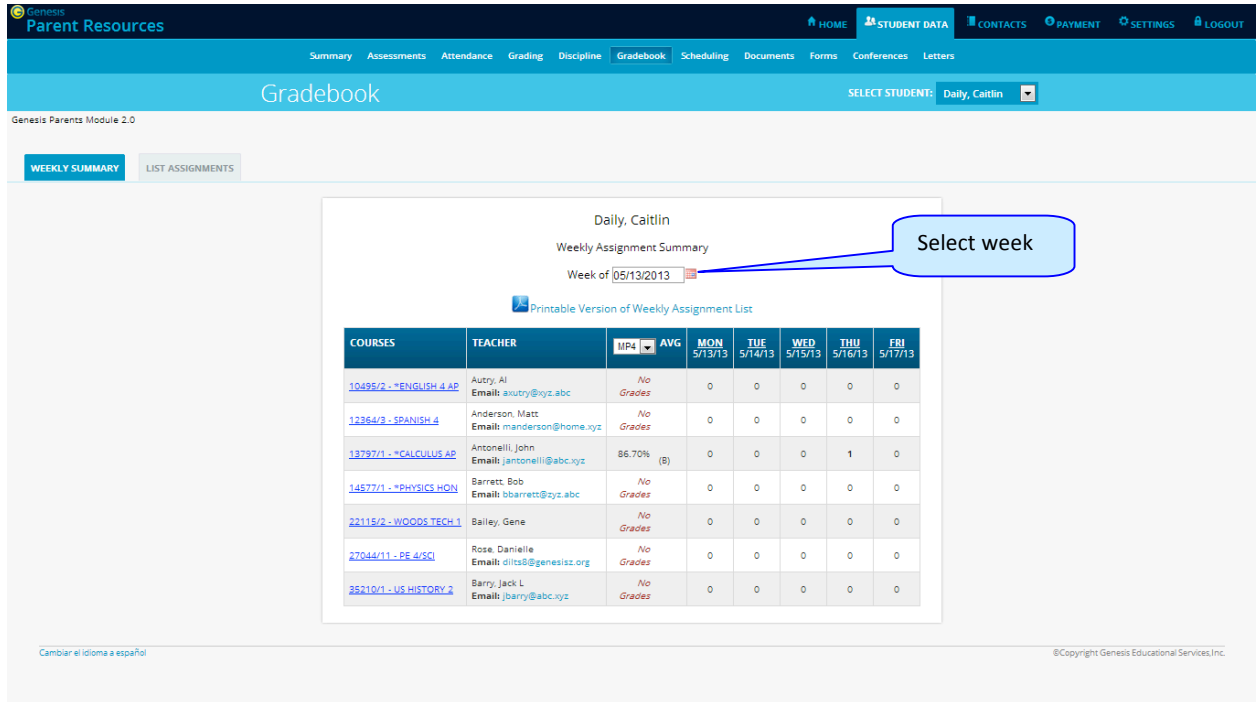 Genesis
Parent Resources
HOME STUDENT DATA CONTACTS PAYMENT SETTINGS LOGOUT
Summary Assessments Attendance Grading Discipline Gradebook Scheduling Documents Forms Conferences Letters
Gradebook SELECT STUDENT: Daily, Caitlin
Genesis Parents Module 2.0
WEEKLY SUMMARY LIST ASSIGNMENTS
Daily, Caitlin
Weekly Assignment Summary
Select week
Week of 05/13/2013
Printable Version of Weekly Assignment List
COURSES TEACHER MP4 AVG MON TUE WED THU FRI
5/13/13 5/14/13 5/15/13 5/16/13 5/17/13
10495/2 - *ENGLISH 4 AP Autry, Al No 0 0 0 0 0
Email: axutry@xyz.abc Grades
12364/3 - SPANISH 4 Anderson, Matt No 0 0 0 0 0
Email: manderson@home.xyz Grades
13797/1 - *CALCULUS AP Antonelli, John 86.70% (B) 0 0 0 1 0
Email: jantonelli@abc.xyz
14577/1 - *PHYSICS HON Barrett, Bob No 0 0 0 0 0
Email: bbarrett@zyz.abc Grades
22115/2 - WOODS TECH 1 Bailey, Gene No 0 0 0 0 0
Grades
27044/11 - PE 4/SCI Rose, Danielle No 0 0 0 0 0
Email: dilts8@genesisz.org Grades
35210/1 - US HISTORY 2 Barry, Jack L No 0 0 0 0 0
Email: jbarry@abc.xyz Grades
Cambiar el idioma a español ©Copyright Genesis Educational Services,Inc.